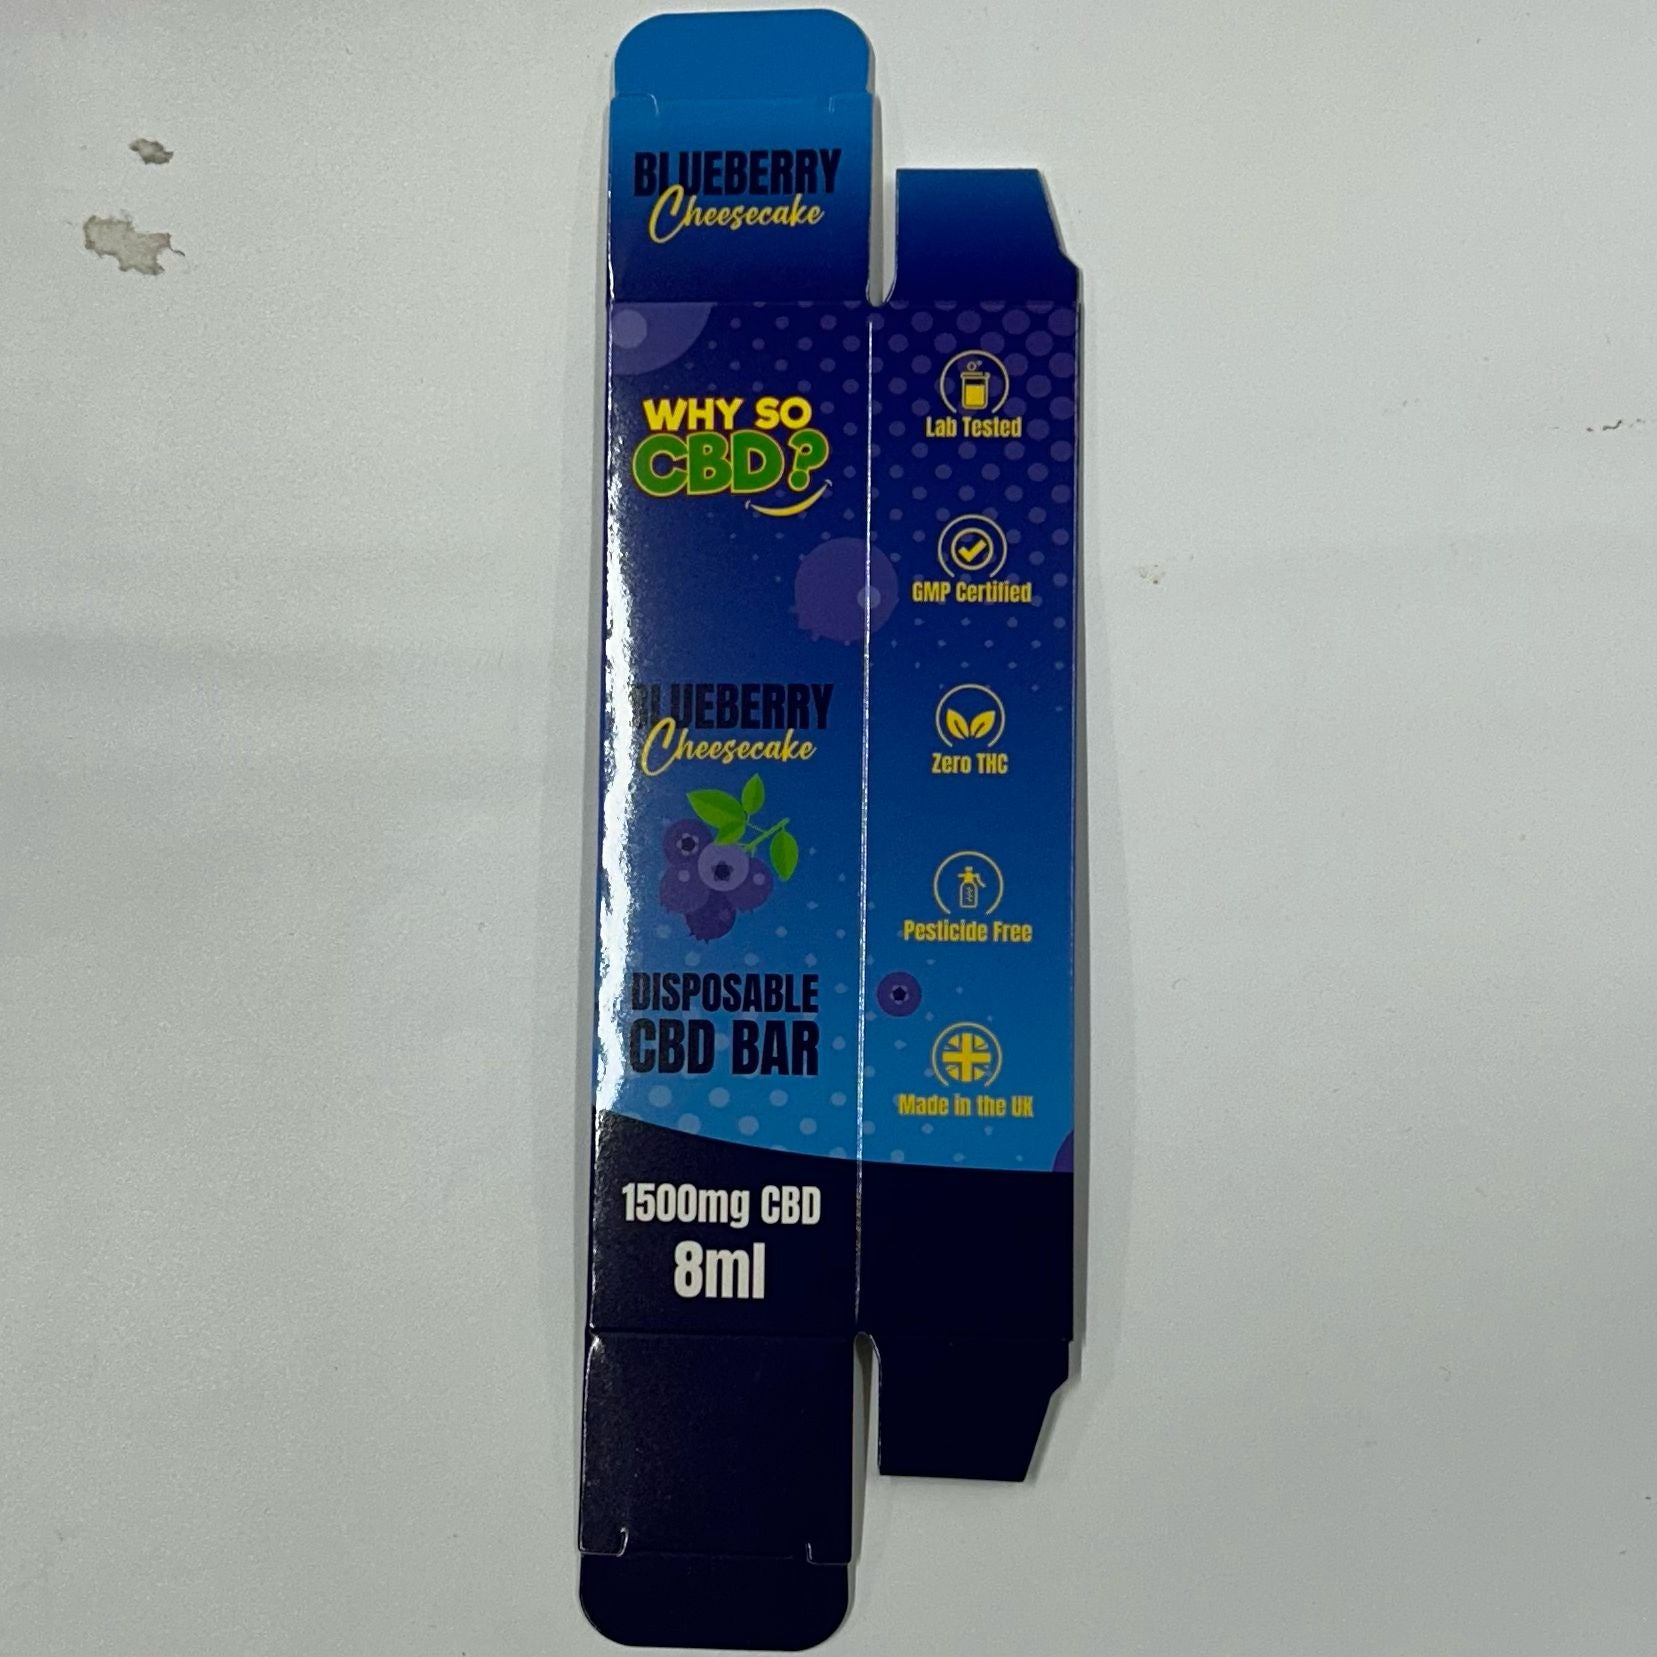 BLUEBERRY
Cheesecake
WHY SO
CBD?
BLUEBERRY
Cheesecake
DISPOSABLE
CBD BAR
1500mg CBD
8ml
Lab Tested
GMP Certified
Zero THC
Pesticide Free
Made in the UK